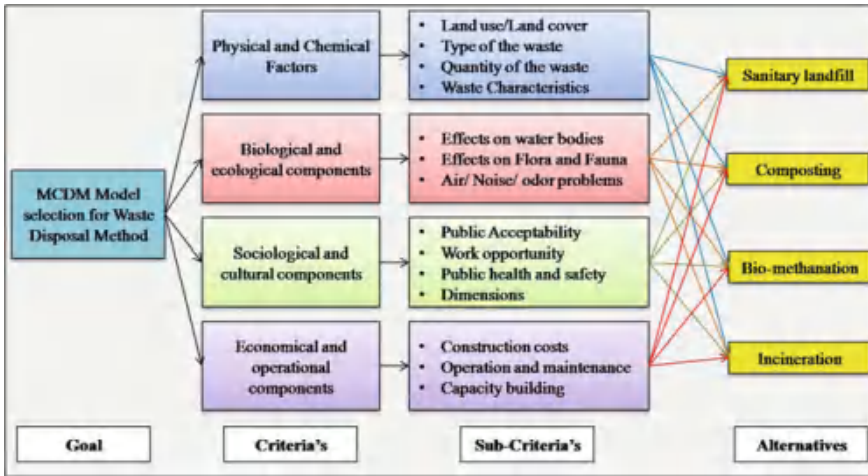 MCDM Model
selection for Waste
Disposal Method
Physical and Chemical
Factors
Biological and
ecological components
Sociological and
cultural components
Economical and
operational components
• Land use/Land cover
• Type of the waste
• Quantity of the waste
• Waste Characteristics
• Effects on water bodies
• Effects on Flora and Fauna
• Air/ Noise/ odor problems
• Public Acceptability
• Work opportunity
• Public health and safety
• Dimensions
• Construction costs
• Operation and maintenance
• Capacity building
Sanitary landfill
Composting
Bio-methanation
Incineration
Goal
Criteria's
Sub-Criteria's
Alternatives